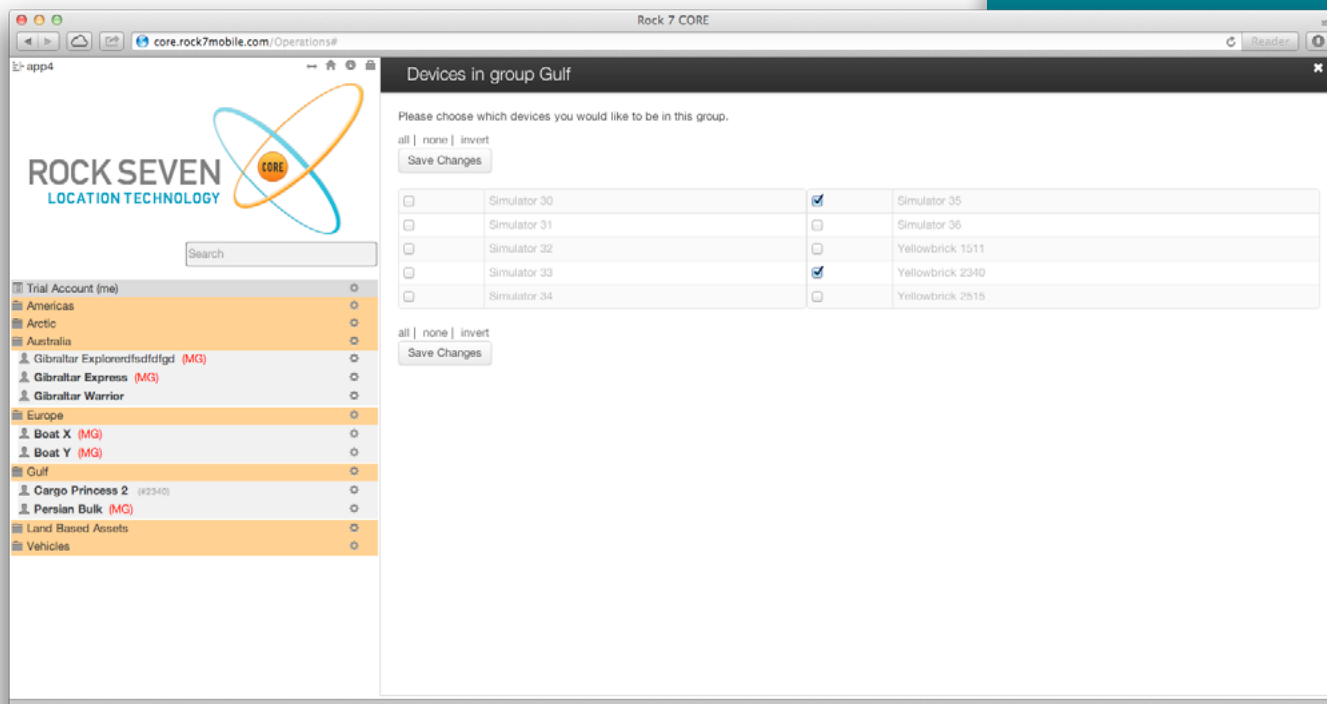 Rock 7 CORE
core.rock7mobile.com/Operations#
Reader
app4
ROCK SEVEN
CORE
LOCATION TECHNOLOGY
Search
Trial Account (me)
Americas
Arctic
Australia
Gibraltar Explorerdfsdfdfgd (MG)
Gibraltar Express (MG)
Gibraltar Warrior
Europe
Boat X (MG)
Boat Y (MG)
Gulf
Cargo Princess 2 (#2340)
Persian Bulk (MG)
Land Based Assets
Vehicles
Devices in group Gulf
Please choose which devices you would like to be in this group.
all | none | invert
Save Changes
Simulator 30 Simulator 35
Simulator 31 Simulator 36
Simulator 32 Yellowbrick 1511
Simulator 33 Yellowbrick 2340
Simulator 34 Yellowbrick 2515
all | none | invert
Save Changes